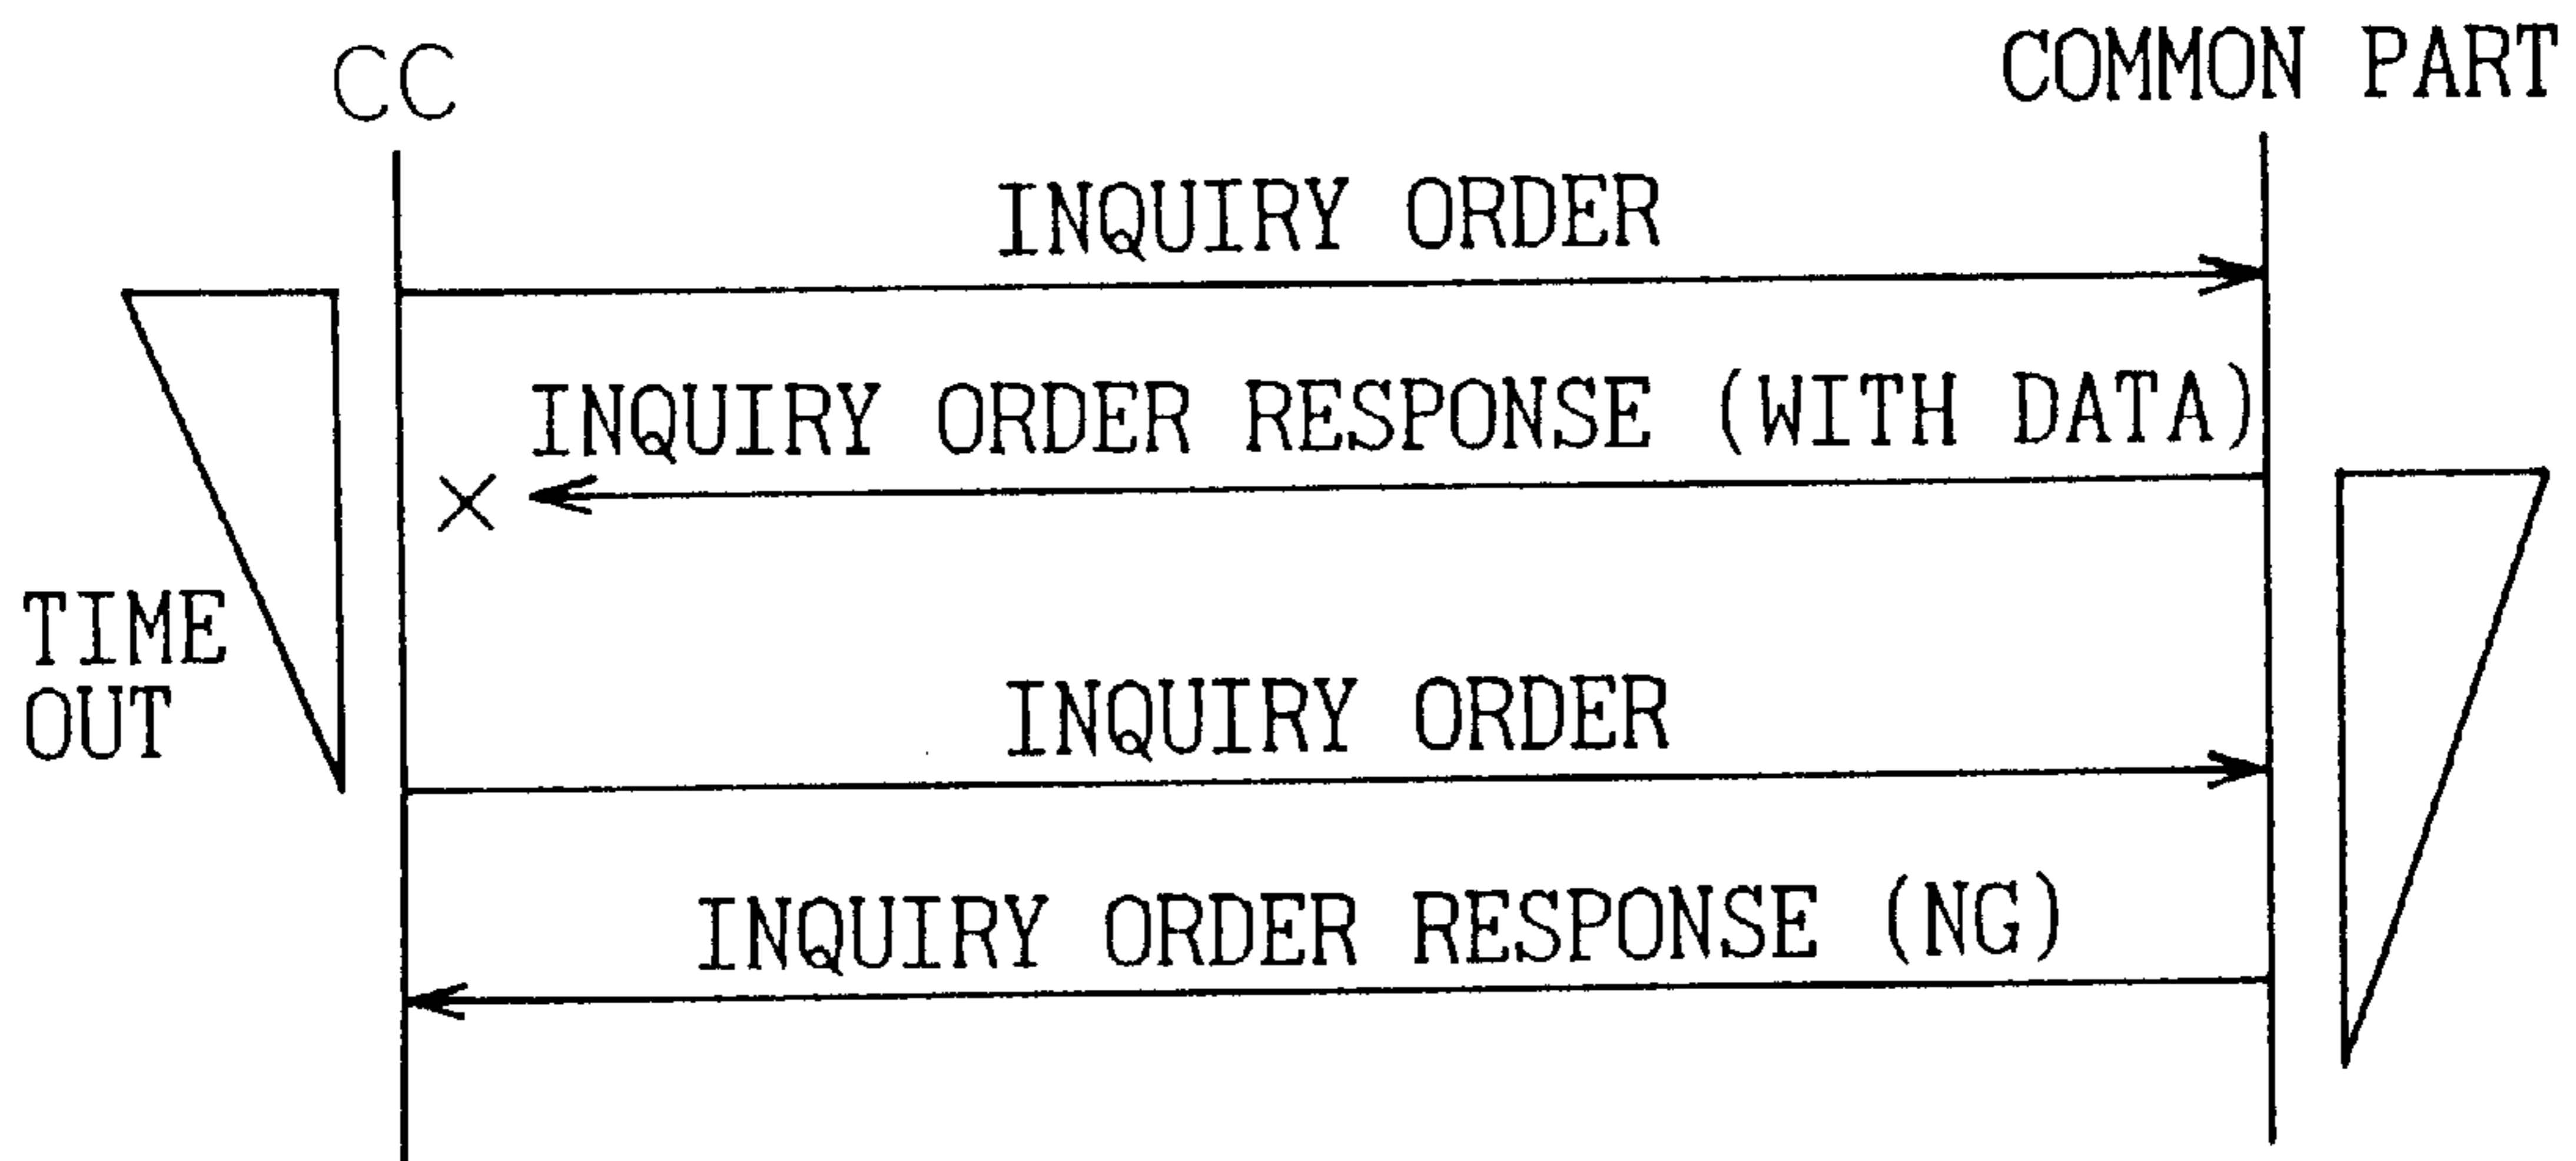 CC
COMMON PART
INQUIRY ORDER
INQUIRY ORDER RESPONSE (WITH DATA)
TIME
OUT
INQUIRY ORDER
INQUIRY ORDER RESPONSE (NG)